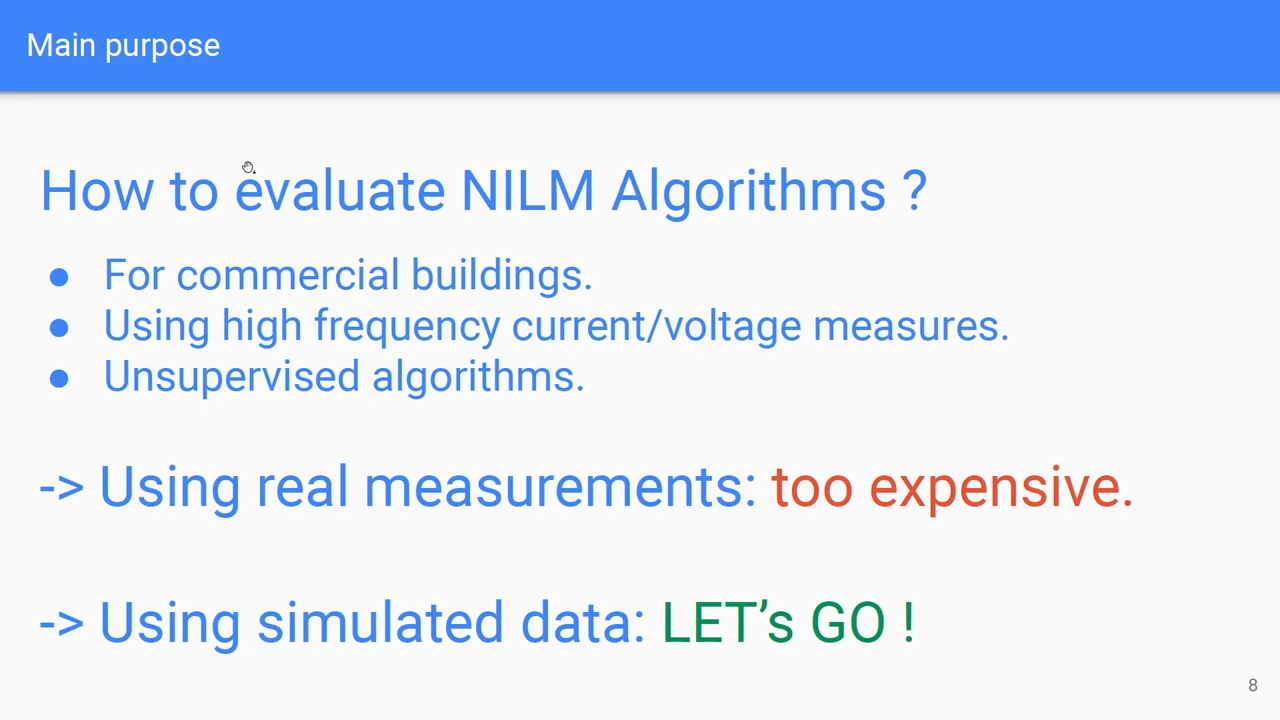 Main purpose
How to evaluate NILM Algorithms ?
● For commercial buildings.
● Using high frequency current/voltage measures.
● Unsupervised algorithms.
-> Using real measurements: too expensive.
-> Using simulated data: LET’s GO !
8